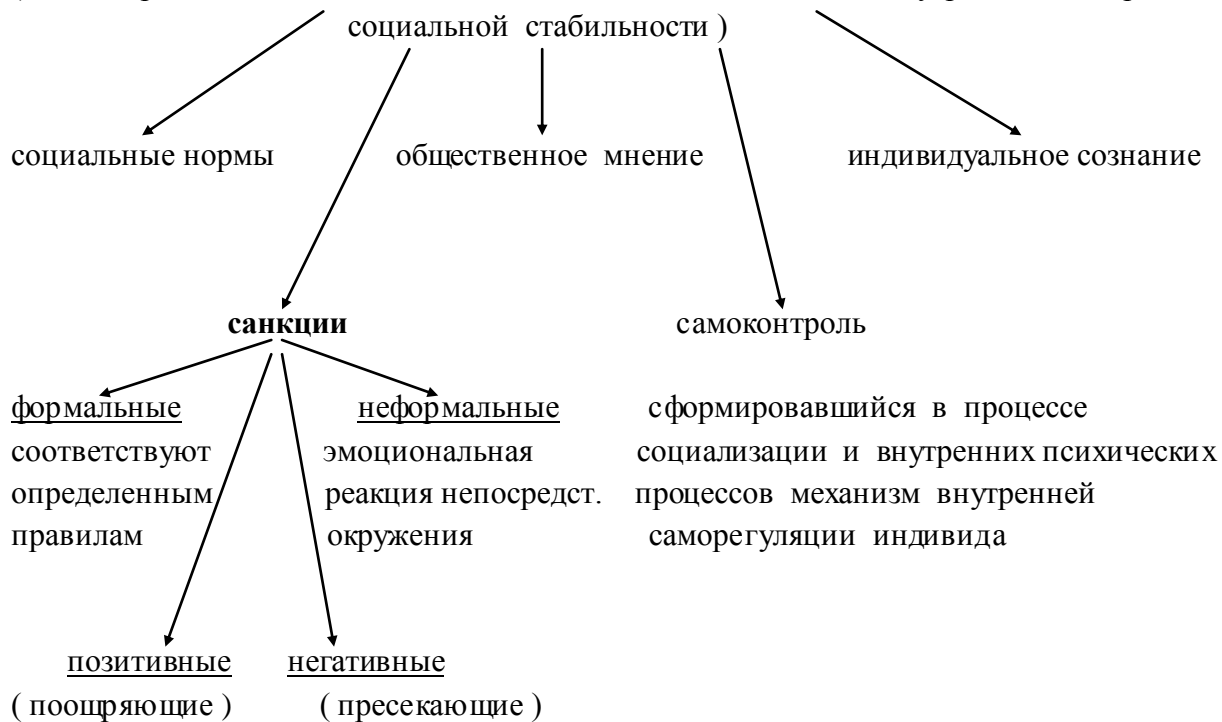 социальной стабильности )
социальные нормы общественное мнение индивидуальное сознание
санкции самоконтроль
формальные неформальные сформировавшийся в процессе
соответствуют эмоциональная социализации и внутренних психических
определенным реакция непосредст. процессов механизм внутренней
правилам окружения саморегуляции индивида
позитивные негативные
( поощряющие ) ( пресекающие )